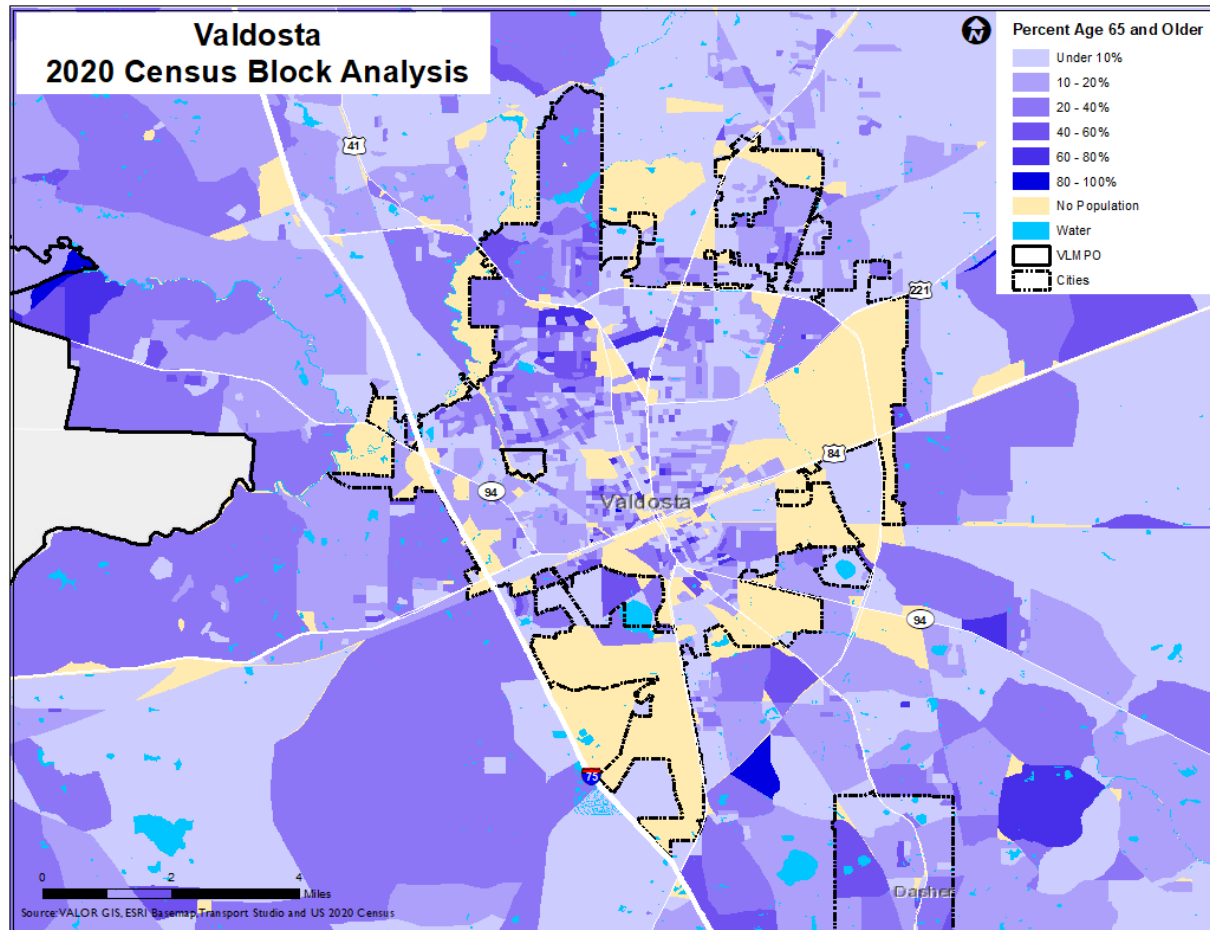 Valdosta
2020 Census Block Analysis
N
Percent Age 65 and Older
Under 10%
10 - 20%
20 - 40%
40 - 60%
60 - 80%
80 - 100%
No Population
Water
VLMPO
Cities
41
221
84
94
Valdosta
94
75
Dasher
0 2 4
Miles
Source: VALOR GIS, ESRI Basemap, Transport Studio and US 2020 Census